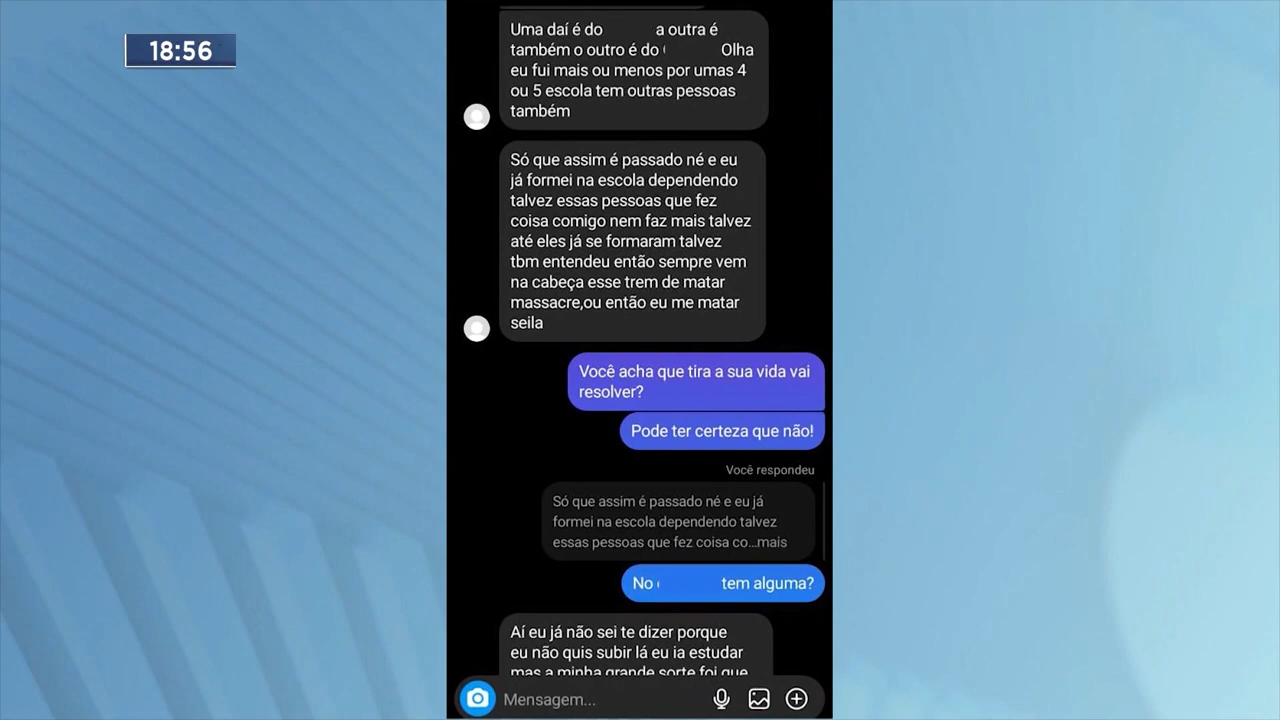 18:56
Uma daí é do a outra é
também o outro é do Olha
eu fui mais ou menos por umas 4
ou 5 escola tem outras pessoas
também
Só que assim é passado né e eu
já formei na escola dependendo
talvez essas pessoas que fez
coisa comigo nem faz mais talvez
até eles já se formaram talvez
tbm entendeu então sempre vem
na cabeça esse trem de matar
massacre,ou então eu me matar
seila
Você acha que tira a sua vida vai
resolver?
Pode ter certeza que não!
Você respondeu
Só que assim é passado né e eu já
formei na escola dependendo talvez
essas pessoas que fez coisa co...mais
No tem alguma?
Aí eu já não sei te dizer porque
eu não quis subir lá eu ia estudar
mas a minha grande sorte foi que
Mensagem...